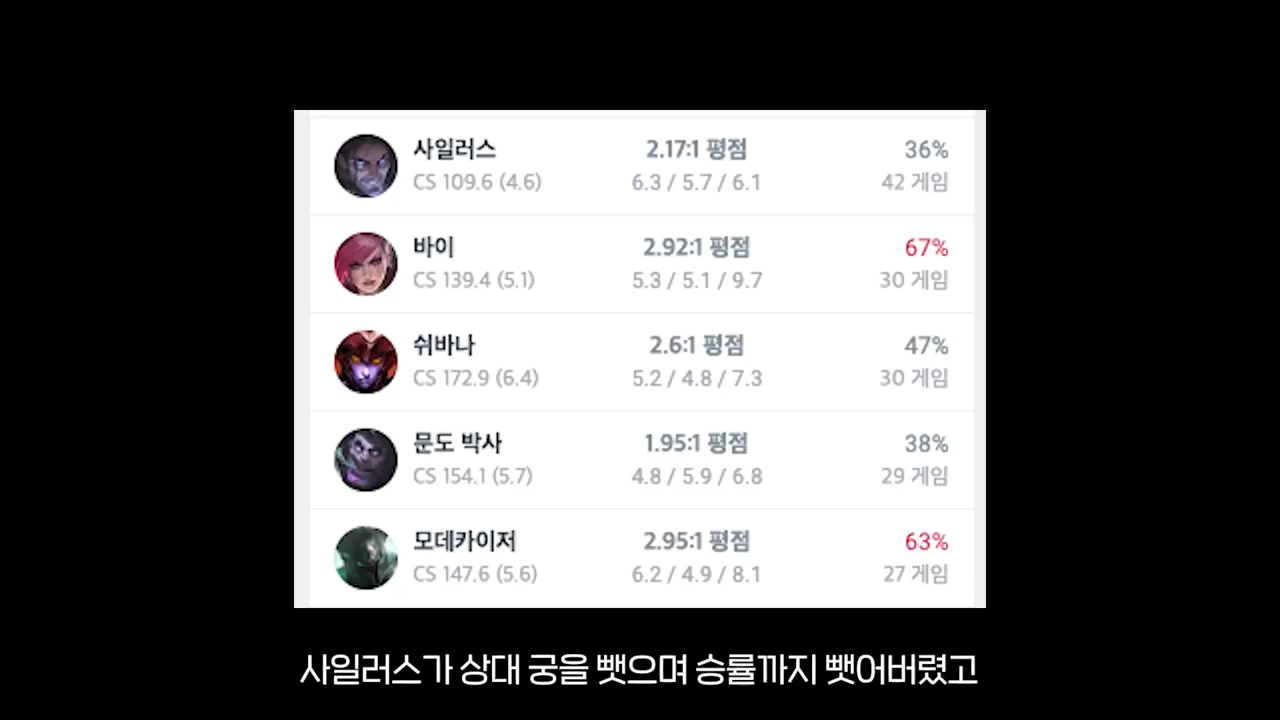 사일러스 2.17:1 평점 36%
CS 109.6 (4.6) 6.3 / 5.7 / 6.1 42 게임
바이 2.92:1 평점 67%
CS 139.4 (5.1) 5.3 / 5.1 / 9.7 30 게임
쉬바나 2.6:1 평점 47%
CS 172.9 (6.4) 5.2 / 4.8 / 7.3 30 게임
문도 박사 1.95:1 평점 38%
CS 154.1 (5.7) 4.8 / 5.9 / 6.8 29 게임
모데카이저 2.95:1 평점 63%
CS 147.6 (5.6) 6.2 / 4.9 / 8.1 27 게임
사일러스가 상대 궁을 뺏으며 승률까지 뺏어버렸고